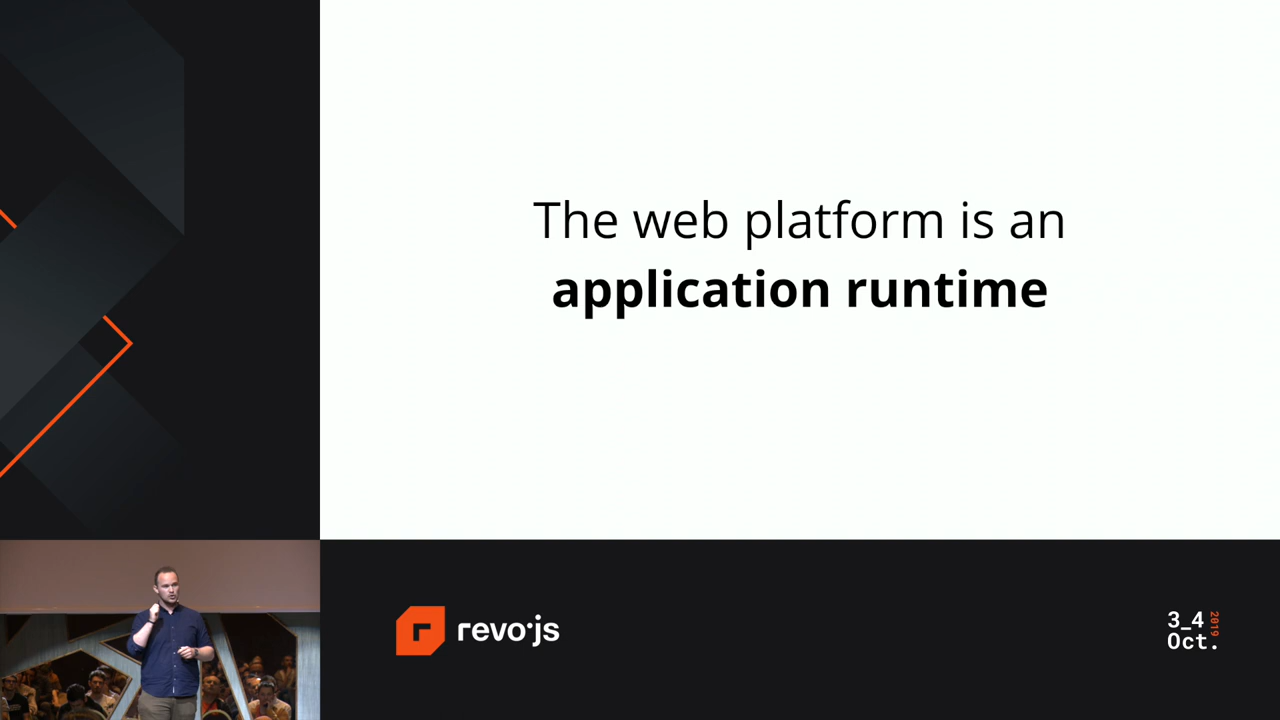 The web platform is an
application runtime
r
revo·js
3_4
Oct.
2019